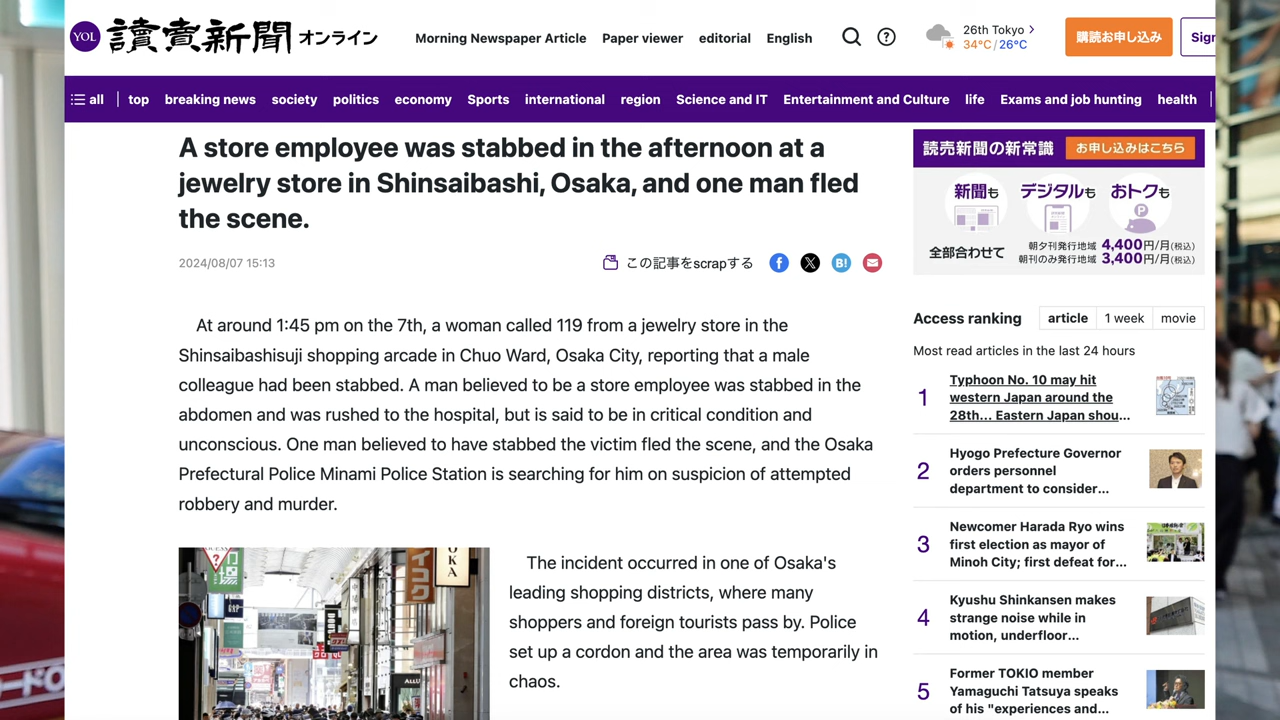 YOL 讀賣新聞 オンライン
Morning Newspaper Article Paper viewer editorial English
26th Tokyo
34°C / 26°C
購読お申し込み
Sign
all top breaking news society politics economy Sports international region Science and IT Entertainment and Culture life Exams and job hunting health
A store employee was stabbed in the afternoon at a
jewelry store in Shinsaibashi, Osaka, and one man fled
the scene.
2024/08/07 15:13
この記事をscrapする
B!
At around 1:45 pm on the 7th, a woman called 119 from a jewelry store in the
Shinsaibashisuji shopping arcade in Chuo Ward, Osaka City, reporting that a male
colleague had been stabbed. A man believed to be a store employee was stabbed in the
abdomen and was rushed to the hospital, but is said to be in critical condition and
unconscious. One man believed to have stabbed the victim fled the scene, and the Osaka
Prefectural Police Minami Police Station is searching for him on suspicion of attempted
robbery and murder.
The incident occurred in one of Osaka's
leading shopping districts, where many
shoppers and foreign tourists pass by. Police
set up a cordon and the area was temporarily in
chaos.
OKA
GAP
ALLU
読売新聞の新常識 お申し込みはこちら
新聞も デジタルも おトクも
全部合わせて
朝夕刊発行地域 4,400円/月(税込)
朝刊のみ発行地域 3,400円/月(税込)
Access ranking article 1 week movie
Most read articles in the last 24 hours
1
Typhoon No. 10 may hit
western Japan around the
28th... Eastern Japan shou...
2
Hyogo Prefecture Governor
orders personnel
department to consider...
3
Newcomer Harada Ryo wins
first election as mayor of
Minoh City; first defeat for...
4
Kyushu Shinkansen makes
strange noise while in
motion, underfloor...
5
Former TOKIO member
Yamaguchi Tatsuya speaks
of his "experiences and...